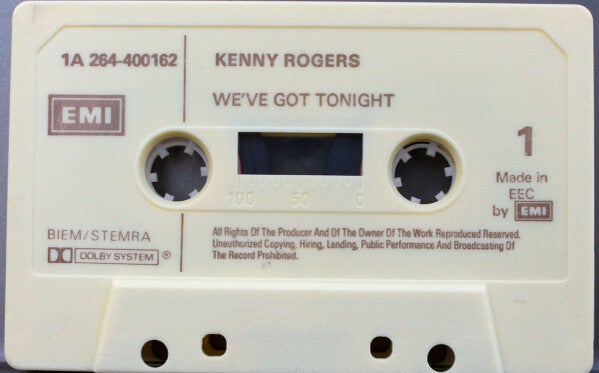 1A 264-400162
KENNY ROGERS
EMI
WE'VE GOT TONIGHT
1
Made in
EEC
by EMI
100 50 0
BIEM/STEMRA
DOLBY SYSTEM ®
All Rights Of The Producer And Of The Owner Of The Work Reproduced Reserved.
Unauthorized Copying, Hiring, Lending, Public Performance And Broadcasting Of
The Record Prohibited.